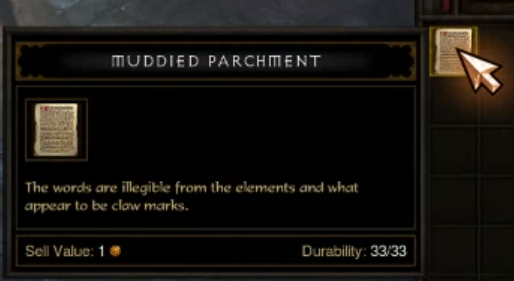 MUDDIED PARCHMENT
The words are illegible from the elements and what
appear to be claw marks.
Sell Value: 1
Durability: 33/33